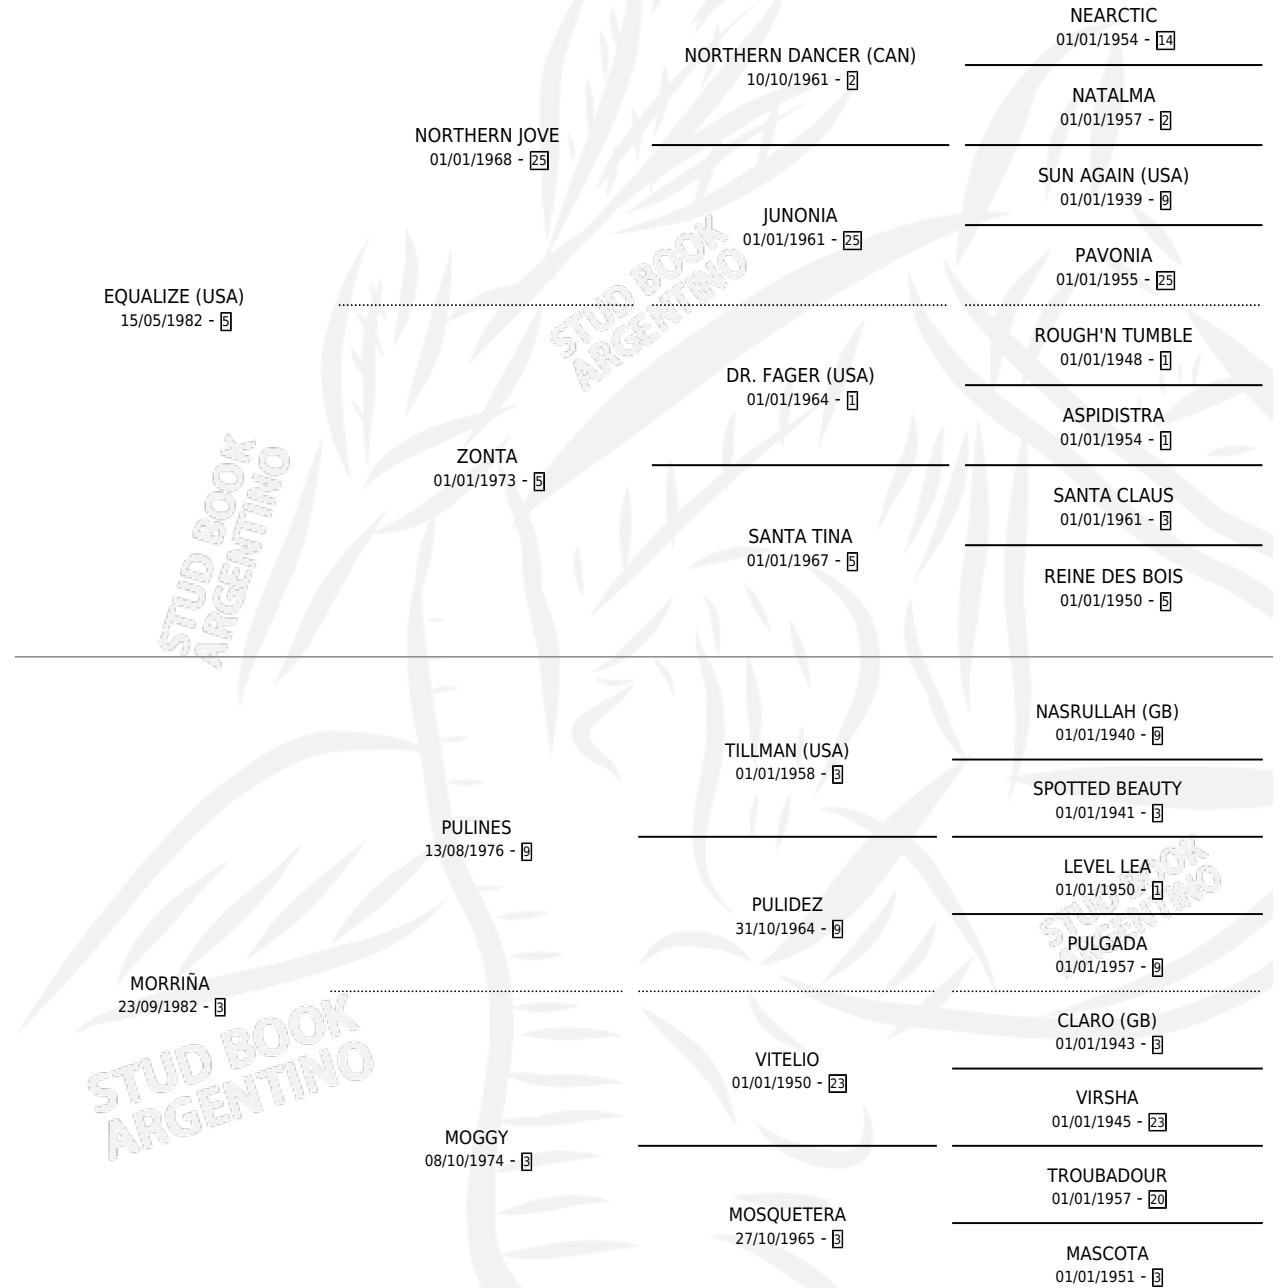 NEARCTIC
01/01/1954 - 14
NORTHERN DANCER (CAN)
10/10/1961 - 2
NATALMA
01/01/1957 - 2
NORTHERN JOVE
01/01/1968 - 25
SUN AGAIN (USA)
01/01/1939 - 9
JUNONIA
01/01/1961 - 25
PAVONIA
01/01/1955 - 25
EQUALIZE (USA)
15/05/1982 - 5
ROUGH'N TUMBLE
01/01/1948 - 1
DR. FAGER (USA)
01/01/1964 - 1
ASPIDISTRA
01/01/1954 - 1
ZONTA
01/01/1973 - 5
SANTA CLAUS
01/01/1961 - 3
SANTA TINA
01/01/1967 - 5
REINE DES BOIS
01/01/1950 - 5
NASRULLAH (GB)
01/01/1940 - 9
TILLMAN (USA)
01/01/1958 - 3
SPOTTED BEAUTY
01/01/1941 - 3
PULINES
13/08/1976 - 9
LEVEL LEA
01/01/1950 - 1
PULIDEZ
31/10/1964 - 9
PULGADA
01/01/1957 - 9
MORRIÑA
23/09/1982 - 3
CLARO (GB)
01/01/1943 - 3
VITELIO
01/01/1950 - 23
VIRSHA
01/01/1945 - 23
MOGGY
08/10/1974 - 3
TROUBADOUR
01/01/1957 - 20
MOSQUETERA
27/10/1965 - 3
MASCOTA
01/01/1951 - 3
STUD BOOK
ARGENTINO
STUD BOOK
ARGENTINO
STUD BOOK
ARGENTINO
STUD BOOK
ARGENTINO